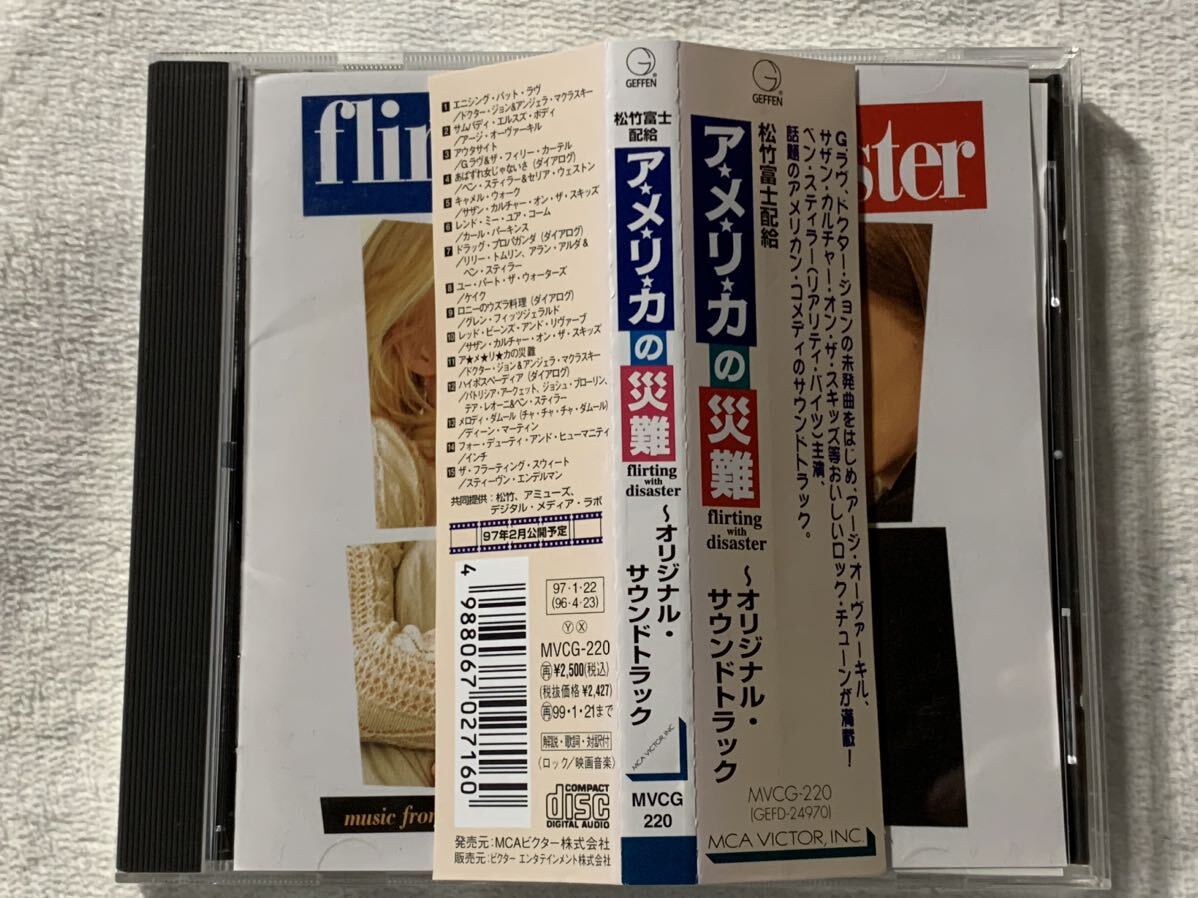 flir
ster
music from
GEFFEN
1 エニシング・バット・ラヴ
/ドクター・ジョン&アンジェラ・マクラスキー
2 サムバディ・エルスズ・ボディ
/アージ・オーヴァーキル
3 アウタサイト
/Gラヴ&ザ・フィリー・カーテル
4 あばずれ女じゃないさ (ダイアログ)
/ベン・スティラー&セリア・ウェストン
5 キャメル・ウォーク
/サザン・カルチャー・オン・ザ・スキッズ
6 レンド・ミー・ユア・コーム
/カール・パーキンス
7 ドラッグ・プロパガンダ (ダイアログ)
/リリー・トムリン、アラン・アルダ&
ベン・スティラー
8 ユー・パート・ザ・ウォーターズ
/ケイク
9 ロニーのウズラ料理 (ダイアログ)
/グレン・フィッツジェラルド
10 レッド・ビーンズ・アンド・リヴァーブ
/サザン・カルチャー・オン・ザ・スキッズ
11 ア★メ★リ★カの災難
/ドクター・ジョン&アンジェラ・マクラスキー
12 ハイポスペーディア (ダイアログ)
/パトリシア・アークェット、ジョシュ・ブローリン、
テア・レオーニ&ベン・スティラー
13 メロディ・ダムール (チャ・チャ・チャ・ダムール)
/ディーン・マーティン
14 フォー・デューティ・アンド・ヒューマニティ
/インチ
15 ザ・フラーティング・スウィート
/スティーヴン・エンデルマン
共同提供:松竹、アミューズ、
デジタル・メディア・ラボ
97年2月公開予定
4 988067 027160
97・1・22
(96・4・23)
Ⓨ Ⓧ
MVCG-220
再¥2,500(税込)
(税抜価格¥2,427)
再99・1・21まで
解説・歌詞・対訳付
(ロック/映画音楽)
COMPACT
disc
DIGITAL AUDIO
発売元:MCAビクター株式会社
販売元:ビクター エンタテインメント株式会社
松竹富士
配給
ア★メ★リ★カの災難
flirting
with
disaster
~オリジナル・
サウンドトラック
MCA VICTOR, INC.
MVCG
220
GEFFEN
Gラヴ、ドクター・ジョンの未発曲をはじめ、アージ・オーヴァーキル、
サザン・カルチャー・オン・ザ・スキッズ等おいしいロック・チューンが満載!
ベン・スティラー(リアリティ・バイツ)主演、
話題のアメリカン・コメディのサウンドトラック。
松竹富士配給
ア★メ★リ★カの災難
flirting
with
disaster
~オリジナル・
サウンドトラック
MVCG-220
(GEFD-24970)
MCA VICTOR, INC.